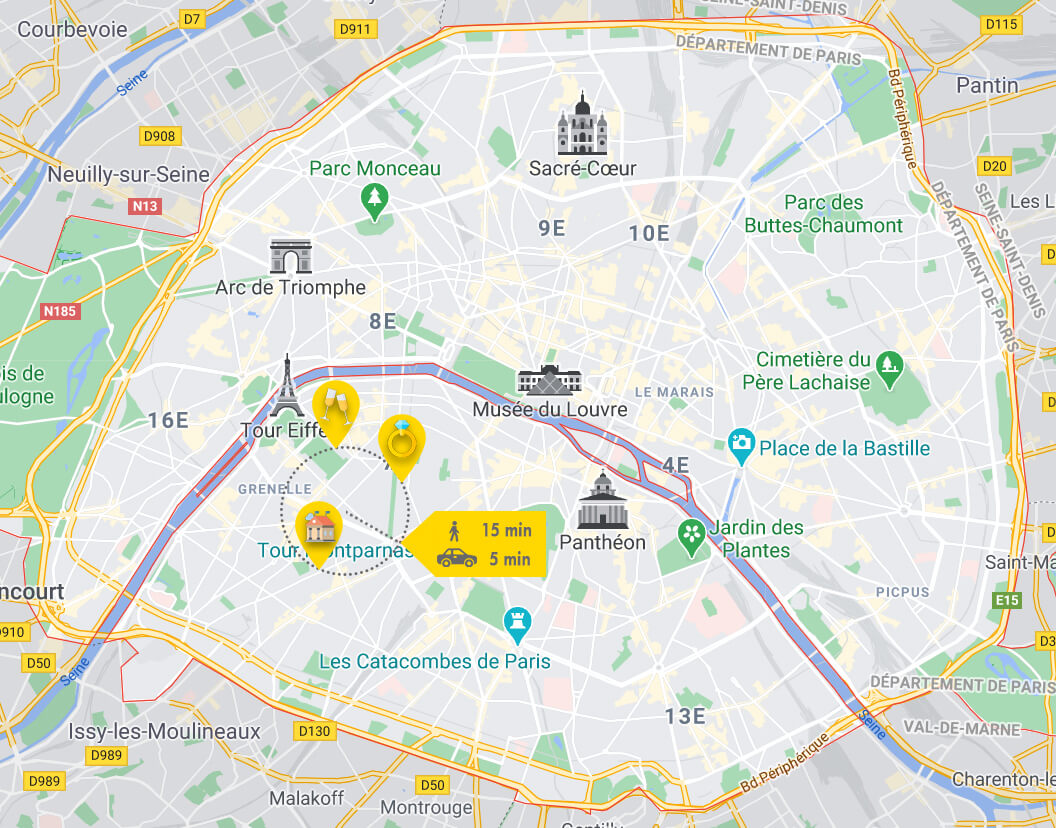 SEINE-SAINT-DENIS
Courbevoie
D7
D911
D115
DÉPARTEMENT DE PARIS
Seine
Bd Périphérique
Pantin
D908
Sacré-Cœur
Neuilly-sur-Seine
Parc Monceau
D20
N13
DÉPARTEMENT DE PARIS
SEINE-SAINT-DENIS
Les L
Parc des
Buttes-Chaumont
9E
10E
Arc de Triomphe
N185
8E
Cimetière du
Père Lachaise
ois de
ulogne
LE MARAIS
Musée du Louvre
16E
Tour Eiffe
4E
Place de la Bastille
GRENELLE
15 min
5 min
Jardin des
Plantes
Panthéon
Tour Montparnas
Saint-Ma
ncourt
PICPUS
E15
D910
D50
Les Catacombes de Paris
Seine
DÉPARTEMENT DE PARIS
13E
Issy-les-Moulineaux
D130
Seine
VAL-DE-MARNE
D989
Bd Périphérique
D989
D50
Charenton-le
Malakoff
Montrouge
Gentilly